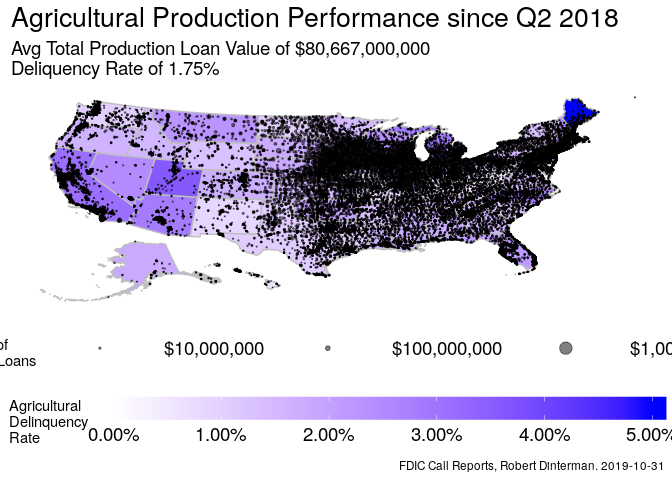 Agricultural Production Performance since Q2 2018
Avg Total Production Loan Value of $80,667,000,000
Deliquency Rate of 1.75%
of
Loans
$10,000,000
$100,000,000
$1,00
Agricultural
Delinquency
Rate
0.00%
1.00%
2.00%
3.00%
4.00%
5.00%
FDIC Call Reports, Robert Dinterman. 2019-10-31